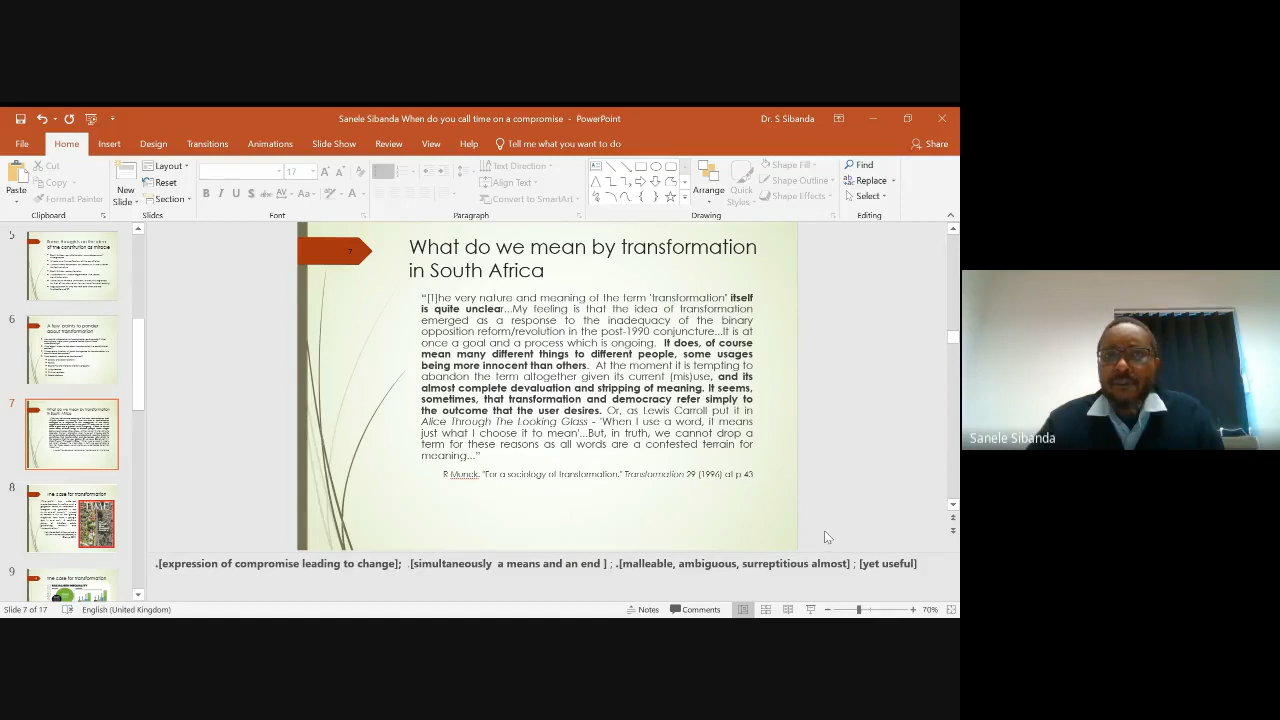 Sanele Sibanda When do you call time on a compromise - PowerPoint
Dr. S Sibanda
File Home Insert Design Transitions Animations Slide Show Review View Help Tell me what you want to do
Share
Paste
Cut
Copy
Format Painter
Clipboard
New Slide
Layout
Reset
Section
Slides
17
Font
Text Direction
Align Text
Convert to SmartArt
Paragraph
Arrange
Quick Styles
Shape Fill
Shape Outline
Shape Effects
Drawing
Find
Replace
Select
Editing
5
Some thoughts on the idea
of the constitution as miracle
6
A few points to ponder
about transformation
7
What do we mean by transformation
in South Africa
8
The case for transformation
TIME
9
The case for transformation
7
What do we mean by transformation
in South Africa
"[T]he very nature and meaning of the term 'transformation' itself
is quite unclear...My feeling is that the idea of transformation
emerged as a response to the inadequacy of the binary
opposition reform/revolution in the post-1990 conjuncture...It is at
once a goal and a process which is ongoing. It does, of course
mean many different things to different people, some usages
being more innocent than others. At the moment it is tempting to
abandon the term altogether given its current (mis)use, and its
almost complete devaluation and stripping of meaning. It seems,
sometimes, that transformation and democracy refer simply to
the outcome that the user desires. Or, as Lewis Carroll put it in
Alice Through The Looking Glass - 'When I use a word, it means
just what I choose it to mean'...But, in truth, we cannot drop a
term for these reasons as all words are a contested terrain for
meaning..."
R Munck. "For a sociology of transformation." Transformation 29 (1996) at p 43
.[expression of compromise leading to change]; .[simultaneously a means and an end ] ; .[malleable, ambiguous, surreptitious almost] ; [yet useful]
Slide 7 of 17
English (United Kingdom)
Notes
Comments
70%
Sanele Sibanda